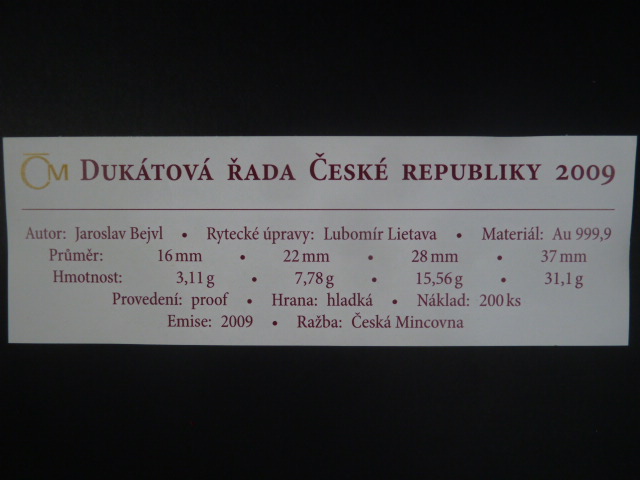 ČM DUKÁTOVÁ ŘADA ČESKÉ REPUBLIKY 2009
Autor: Jaroslav Bejvl • Rytecké úpravy: Lubomír Lietava • Materiál: Au 999,9
Průměr: 16 mm • 22 mm • 28 mm • 37 mm
Hmotnost: 3,11 g • 7,78 g • 15,56 g • 31,1 g
Provedení: proof • Hrana: hladká • Náklad: 200 ks
Emise: 2009 • Ražba: Česká Mincovna